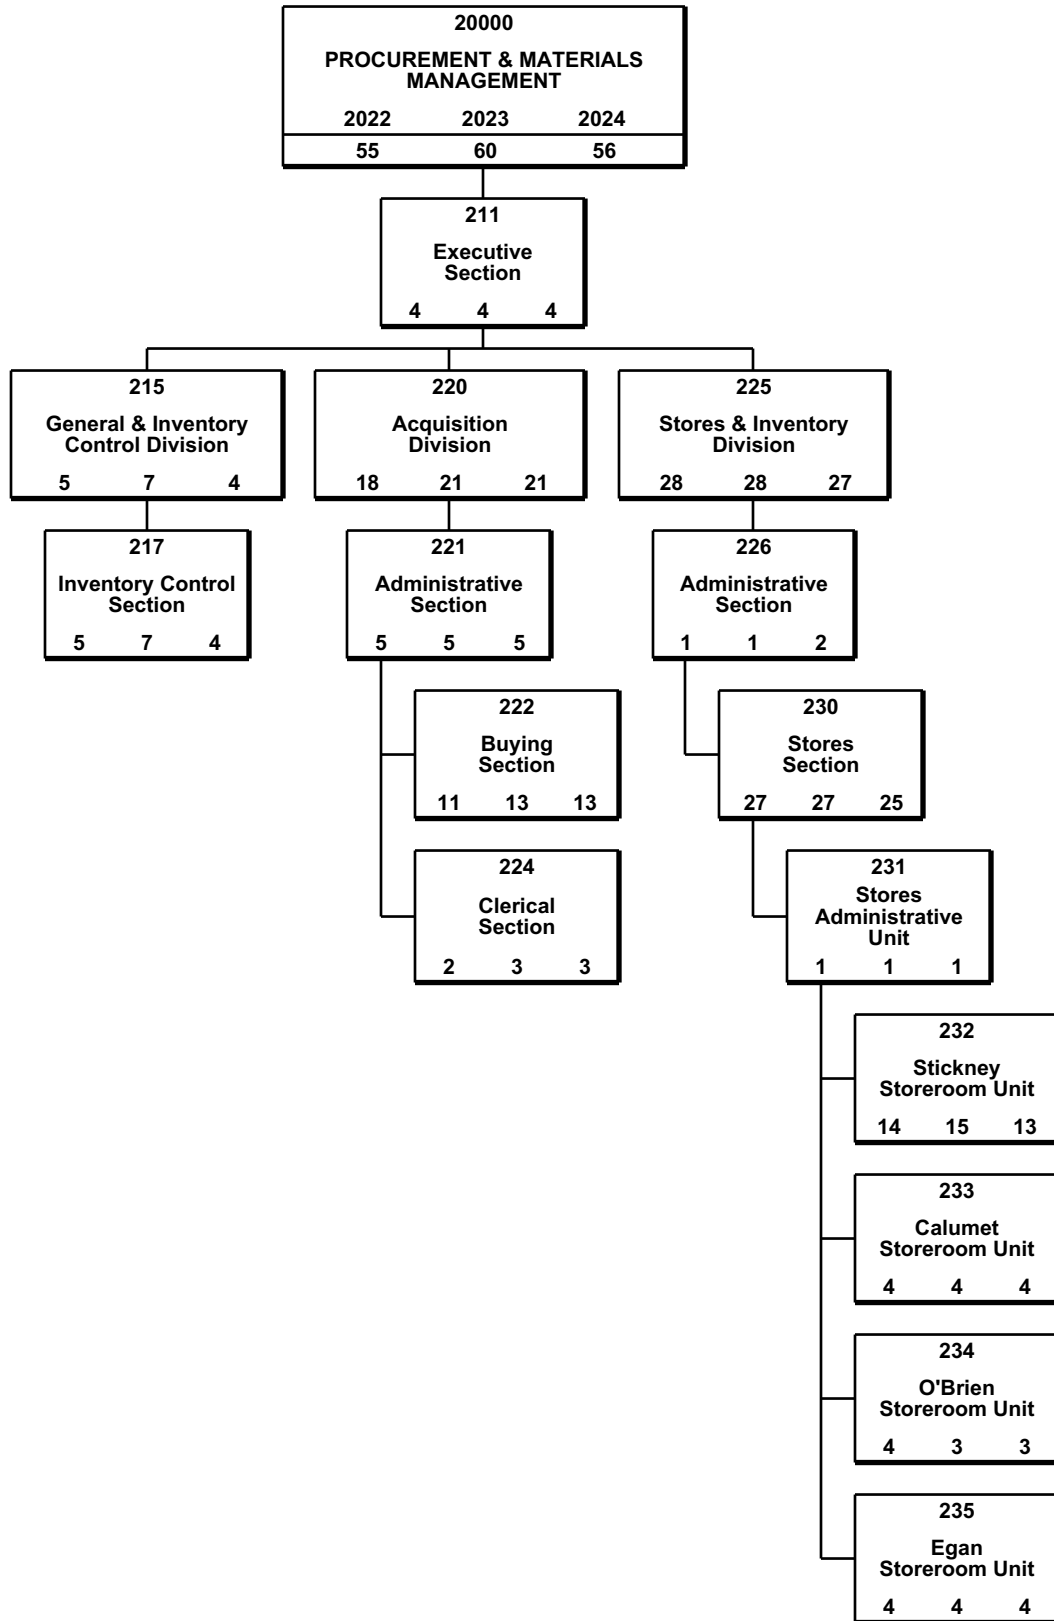 20000
PROCUREMENT & MATERIALS
MANAGEMENT
2022 2023 2024
55 60 56
211
Executive
Section
4 4 4
215
General & Inventory
Control Division
5 7 4
220
Acquisition
Division
18 21 21
225
Stores & Inventory
Division
28 28 27
217
Inventory Control
Section
5 7 4
221
Administrative
Section
5 5 5
226
Administrative
Section
1 1 2
222
Buying
Section
11 13 13
230
Stores
Section
27 27 25
224
Clerical
Section
2 3 3
231
Stores
Administrative
Unit
1 1 1
232
Stickney
Storeroom Unit
14 15 13
233
Calumet
Storeroom Unit
4 4 4
234
O'Brien
Storeroom Unit
4 3 3
235
Egan
Storeroom Unit
4 4 4